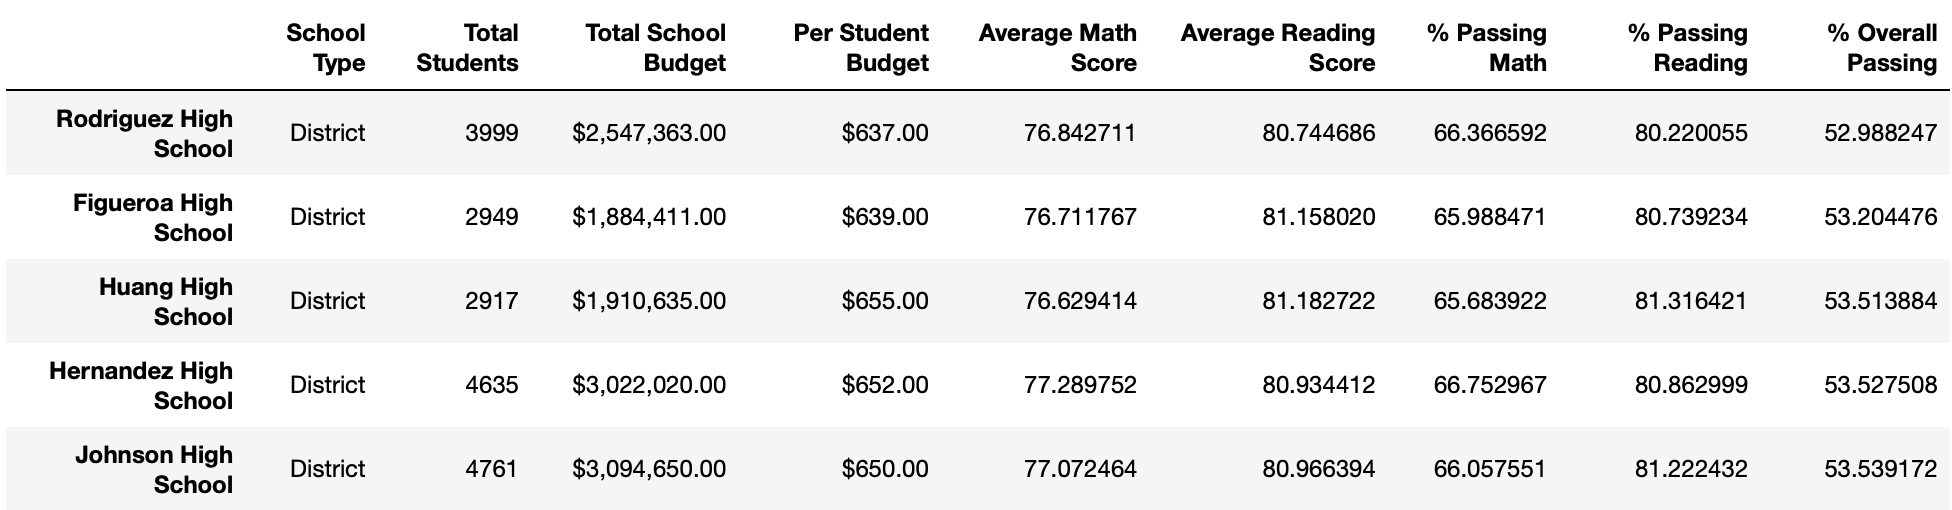 School Type Total Students Total School Budget Per Student Budget Average Math Score Average Reading Score % Passing Math % Passing Reading % Overall Passing
Rodriguez High School District 3999 $2,547,363.00 $637.00 76.842711 80.744686 66.366592 80.220055 52.988247
Figueroa High School District 2949 $1,884,411.00 $639.00 76.711767 81.158020 65.988471 80.739234 53.204476
Huang High School District 2917 $1,910,635.00 $655.00 76.629414 81.182722 65.683922 81.316421 53.513884
Hernandez High School District 4635 $3,022,020.00 $652.00 77.289752 80.934412 66.752967 80.862999 53.527508
Johnson High School District 4761 $3,094,650.00 $650.00 77.072464 80.966394 66.057551 81.222432 53.539172